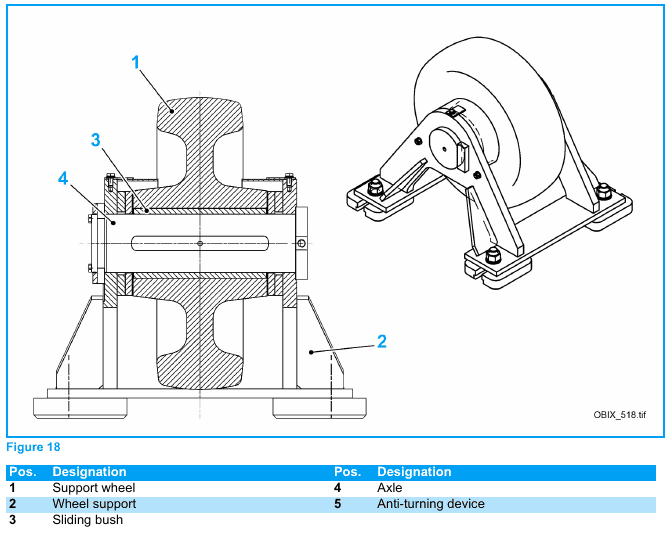 1
3
4
2
OBIX_518.tif
Figure 18
Pos. Designation Pos. Designation
1 Support wheel 4 Axle
2 Wheel support 5 Anti-turning device
3 Sliding bush